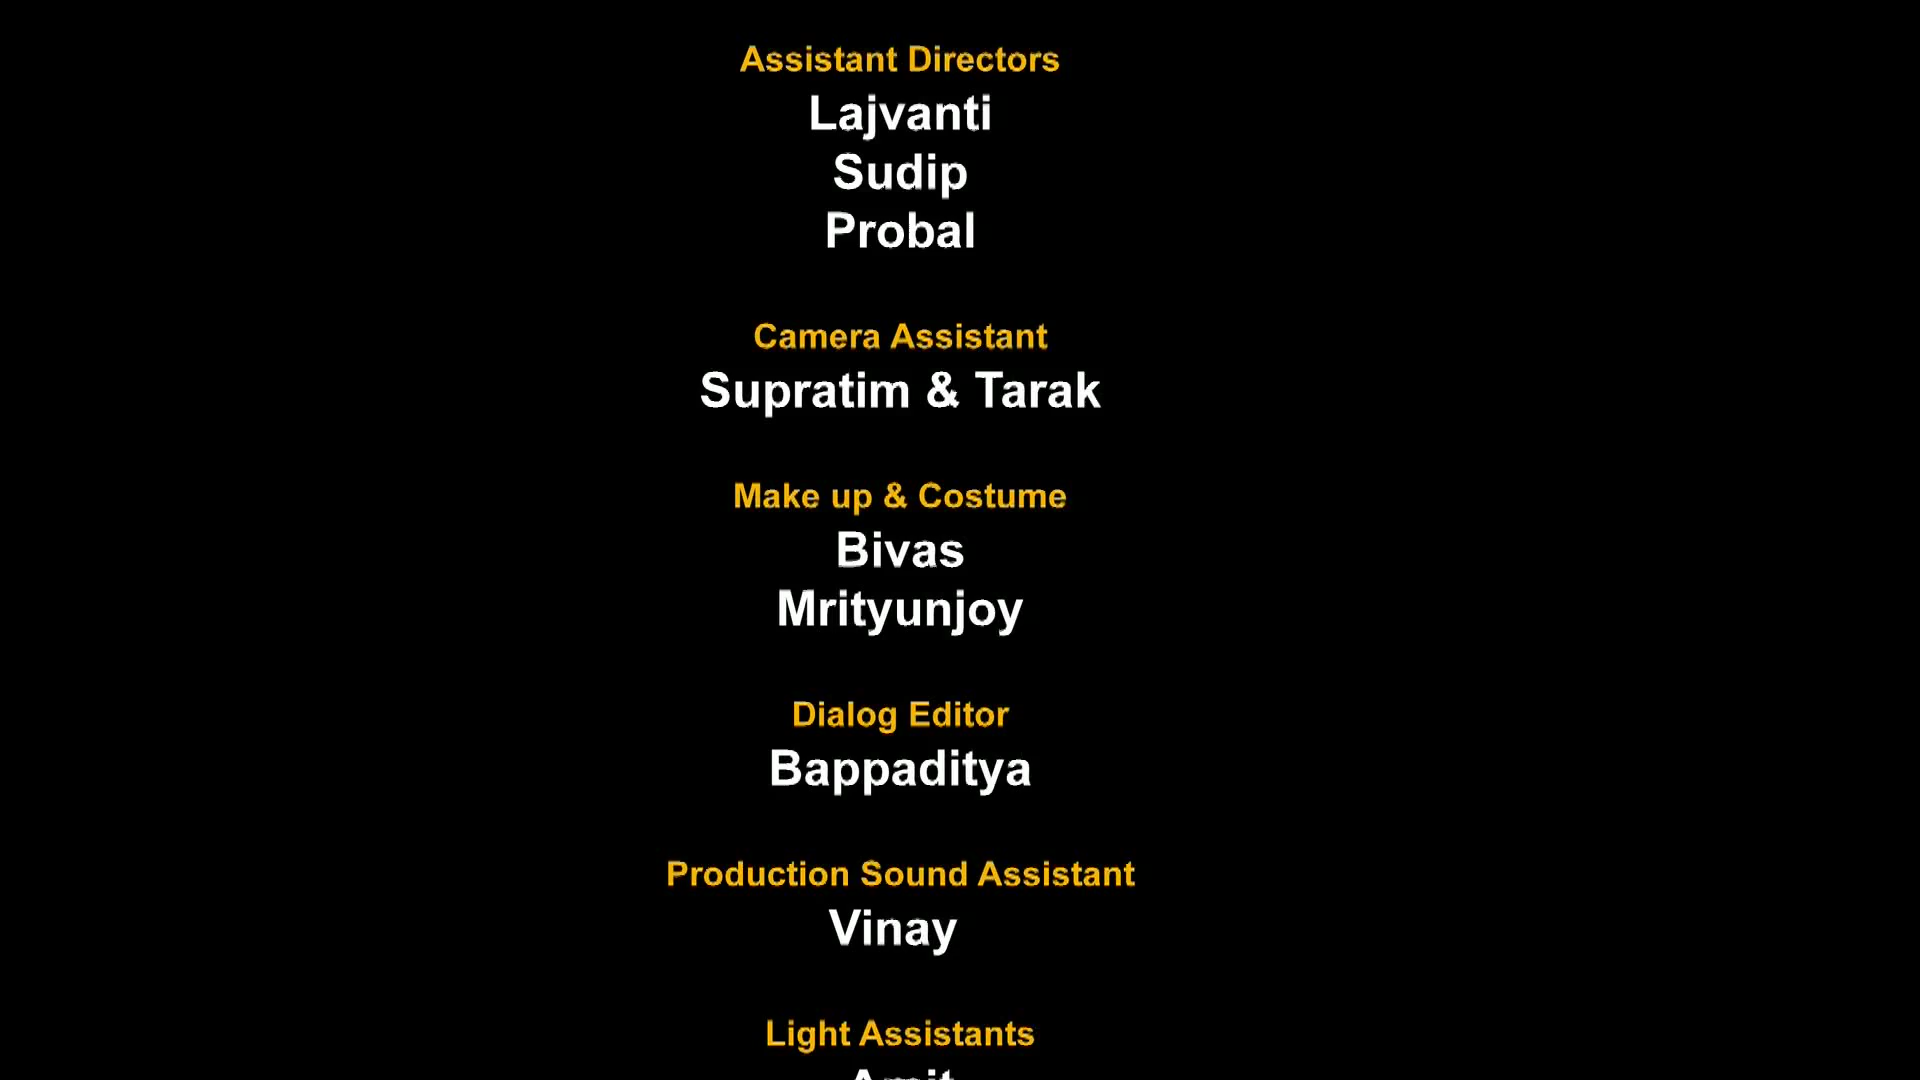 Assistant Directors
Lajvanti
Sudip
Probal
Camera Assistant
Supratim & Tarak
Make up & Costume
Bivas
Mrityunjoy
Dialog Editor
Bappaditya
Production Sound Assistant
Vinay
Light Assistants